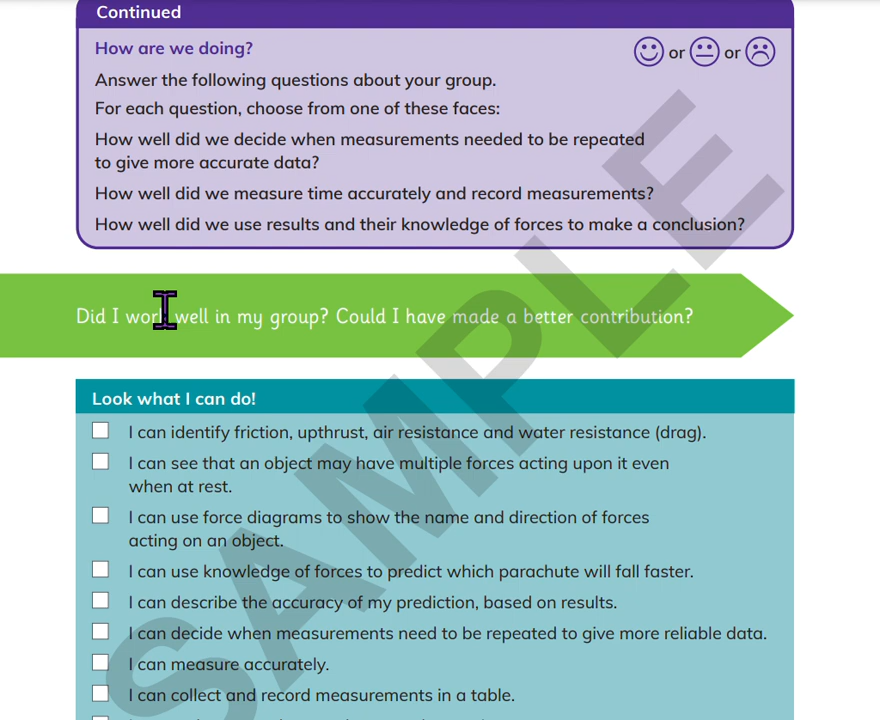 Continued
How are we doing?
or or
Answer the following questions about your group.
For each question, choose from one of these faces:
How well did we decide when measurements needed to be repeated
to give more accurate data?
How well did we measure time accurately and record measurements?
How well did we use results and their knowledge of forces to make a conclusion?
Did I work well in my group? Could I have made a better contribution?
Look what I can do!
I can identify friction, upthrust, air resistance and water resistance (drag).
I can see that an object may have multiple forces acting upon it even
when at rest.
I can use force diagrams to show the name and direction of forces
acting on an object.
I can use knowledge of forces to predict which parachute will fall faster.
I can describe the accuracy of my prediction, based on results.
I can decide when measurements need to be repeated to give more reliable data.
I can measure accurately.
I can collect and record measurements in a table.
SAMPLE